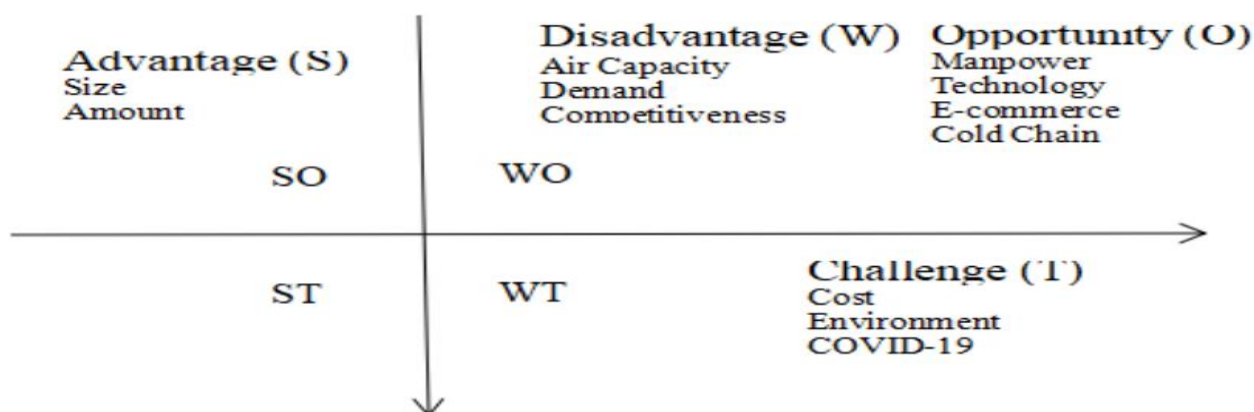 Advantage (S)
Size
Amount
Disadvantage (W)
Air Capacity
Demand
Competitiveness
Opportunity (O)
Manpower
Technology
E-commerce
Cold Chain
SO
WO
ST
WT
Challenge (T)
Cost
Environment
COVID-19